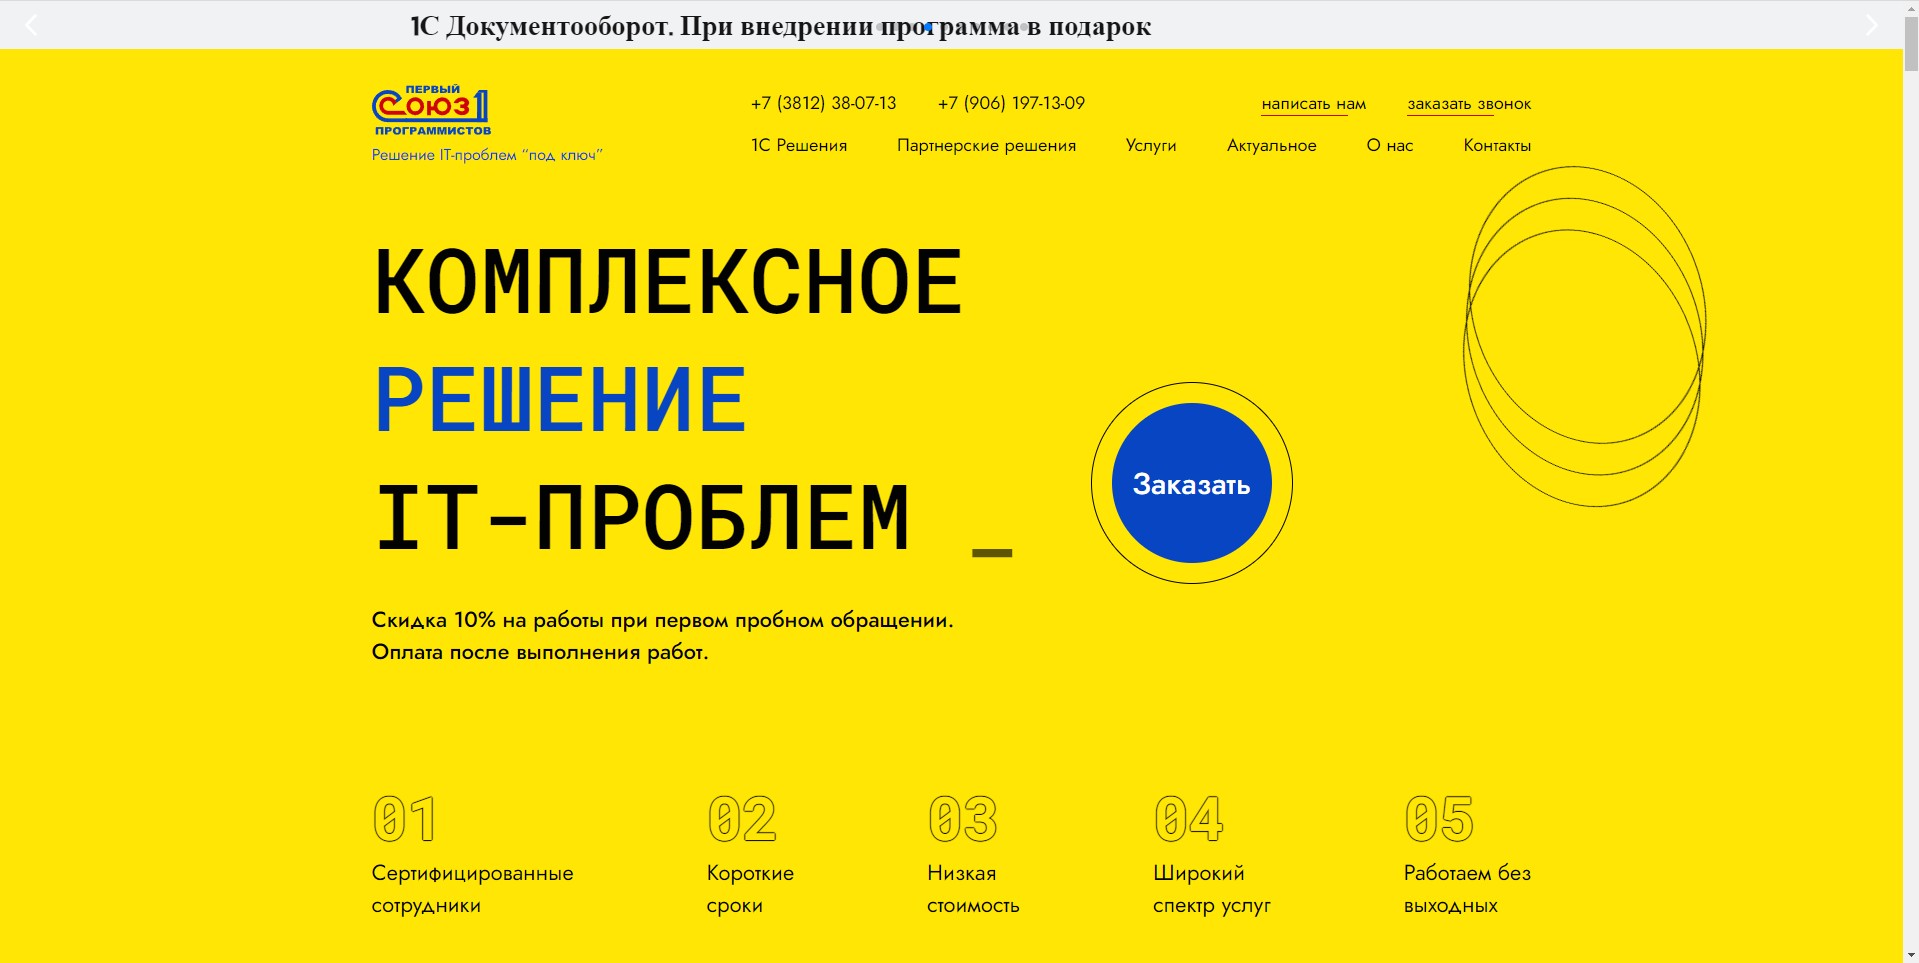 1С Документооборот. При внедрении программа в подарок
ПЕРВЫЙ
СОЮЗ 1
ПРОГРАММИСТОВ
Решение IT-проблем “под ключ”
+7 (3812) 38-07-13 +7 (906) 197-13-09 написать нам заказать звонок
1С Решения Партнерские решения Услуги Актуальное О нас Контакты
КОМПЛЕКСНОЕ
РЕШЕНИЕ
IT-ПРОБЛЕМ _
Заказать
Скидка 10% на работы при первом пробном обращении.
Оплата после выполнения работ.
01
Сертифицированные
сотрудники
02
Короткие
сроки
03
Низкая
стоимость
04
Широкий
спектр услуг
05
Работаем без
выходных